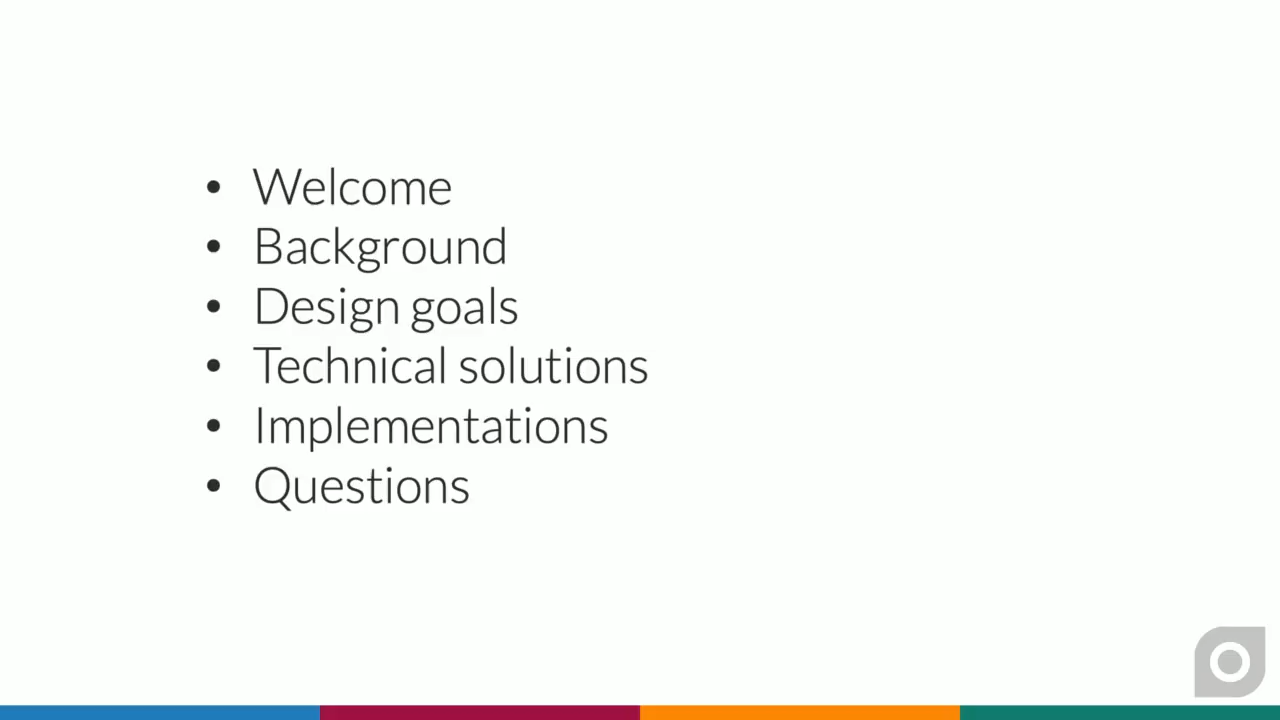 • Welcome
• Background
• Design goals
• Technical solutions
• Implementations
• Questions